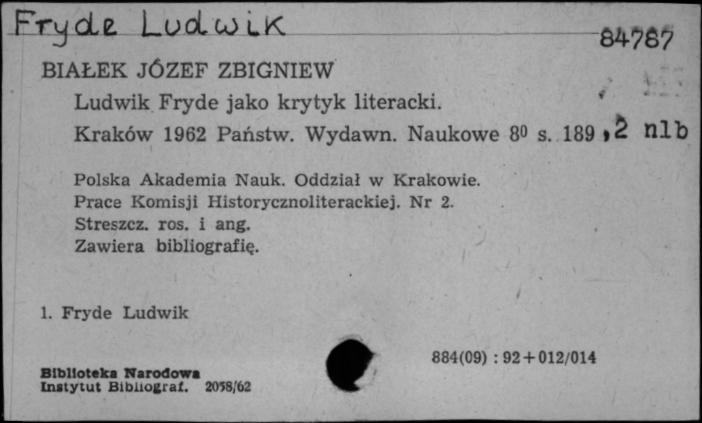 Fryde Ludwik
84787
BIAŁEK JÓZEF ZBIGNIEW
Ludwik Fryde jako krytyk literacki.
Kraków 1962 Państw. Wydawn. Naukowe 8⁰ s. 189, 2 nlb
Polska Akademia Nauk. Oddział w Krakowie.
Prace Komisji Historycznoliterackiej. Nr 2.
Streszcz. ros. i ang.
Zawiera bibliografię.
1. Fryde Ludwik
884(09) : 92 + 012/014
Biblioteka Narodowa
Instytut Bibliograf. 2058/62